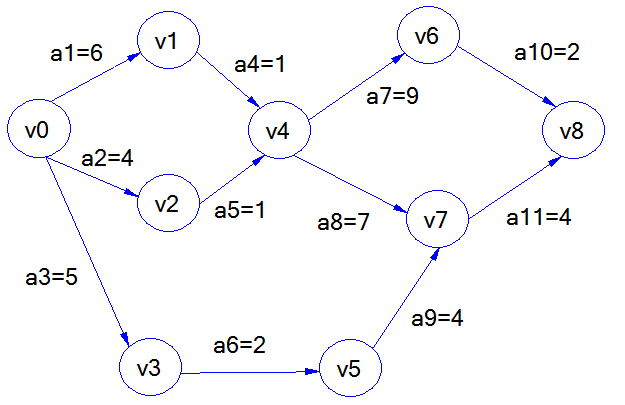 v6
v1
a1=6
a10=2
a4=1
a7=9
v0
v4
v8
a2=4
v2
a5=1
a8=7
v7
a11=4
a3=5
a9=4
a6=2
v3
v5